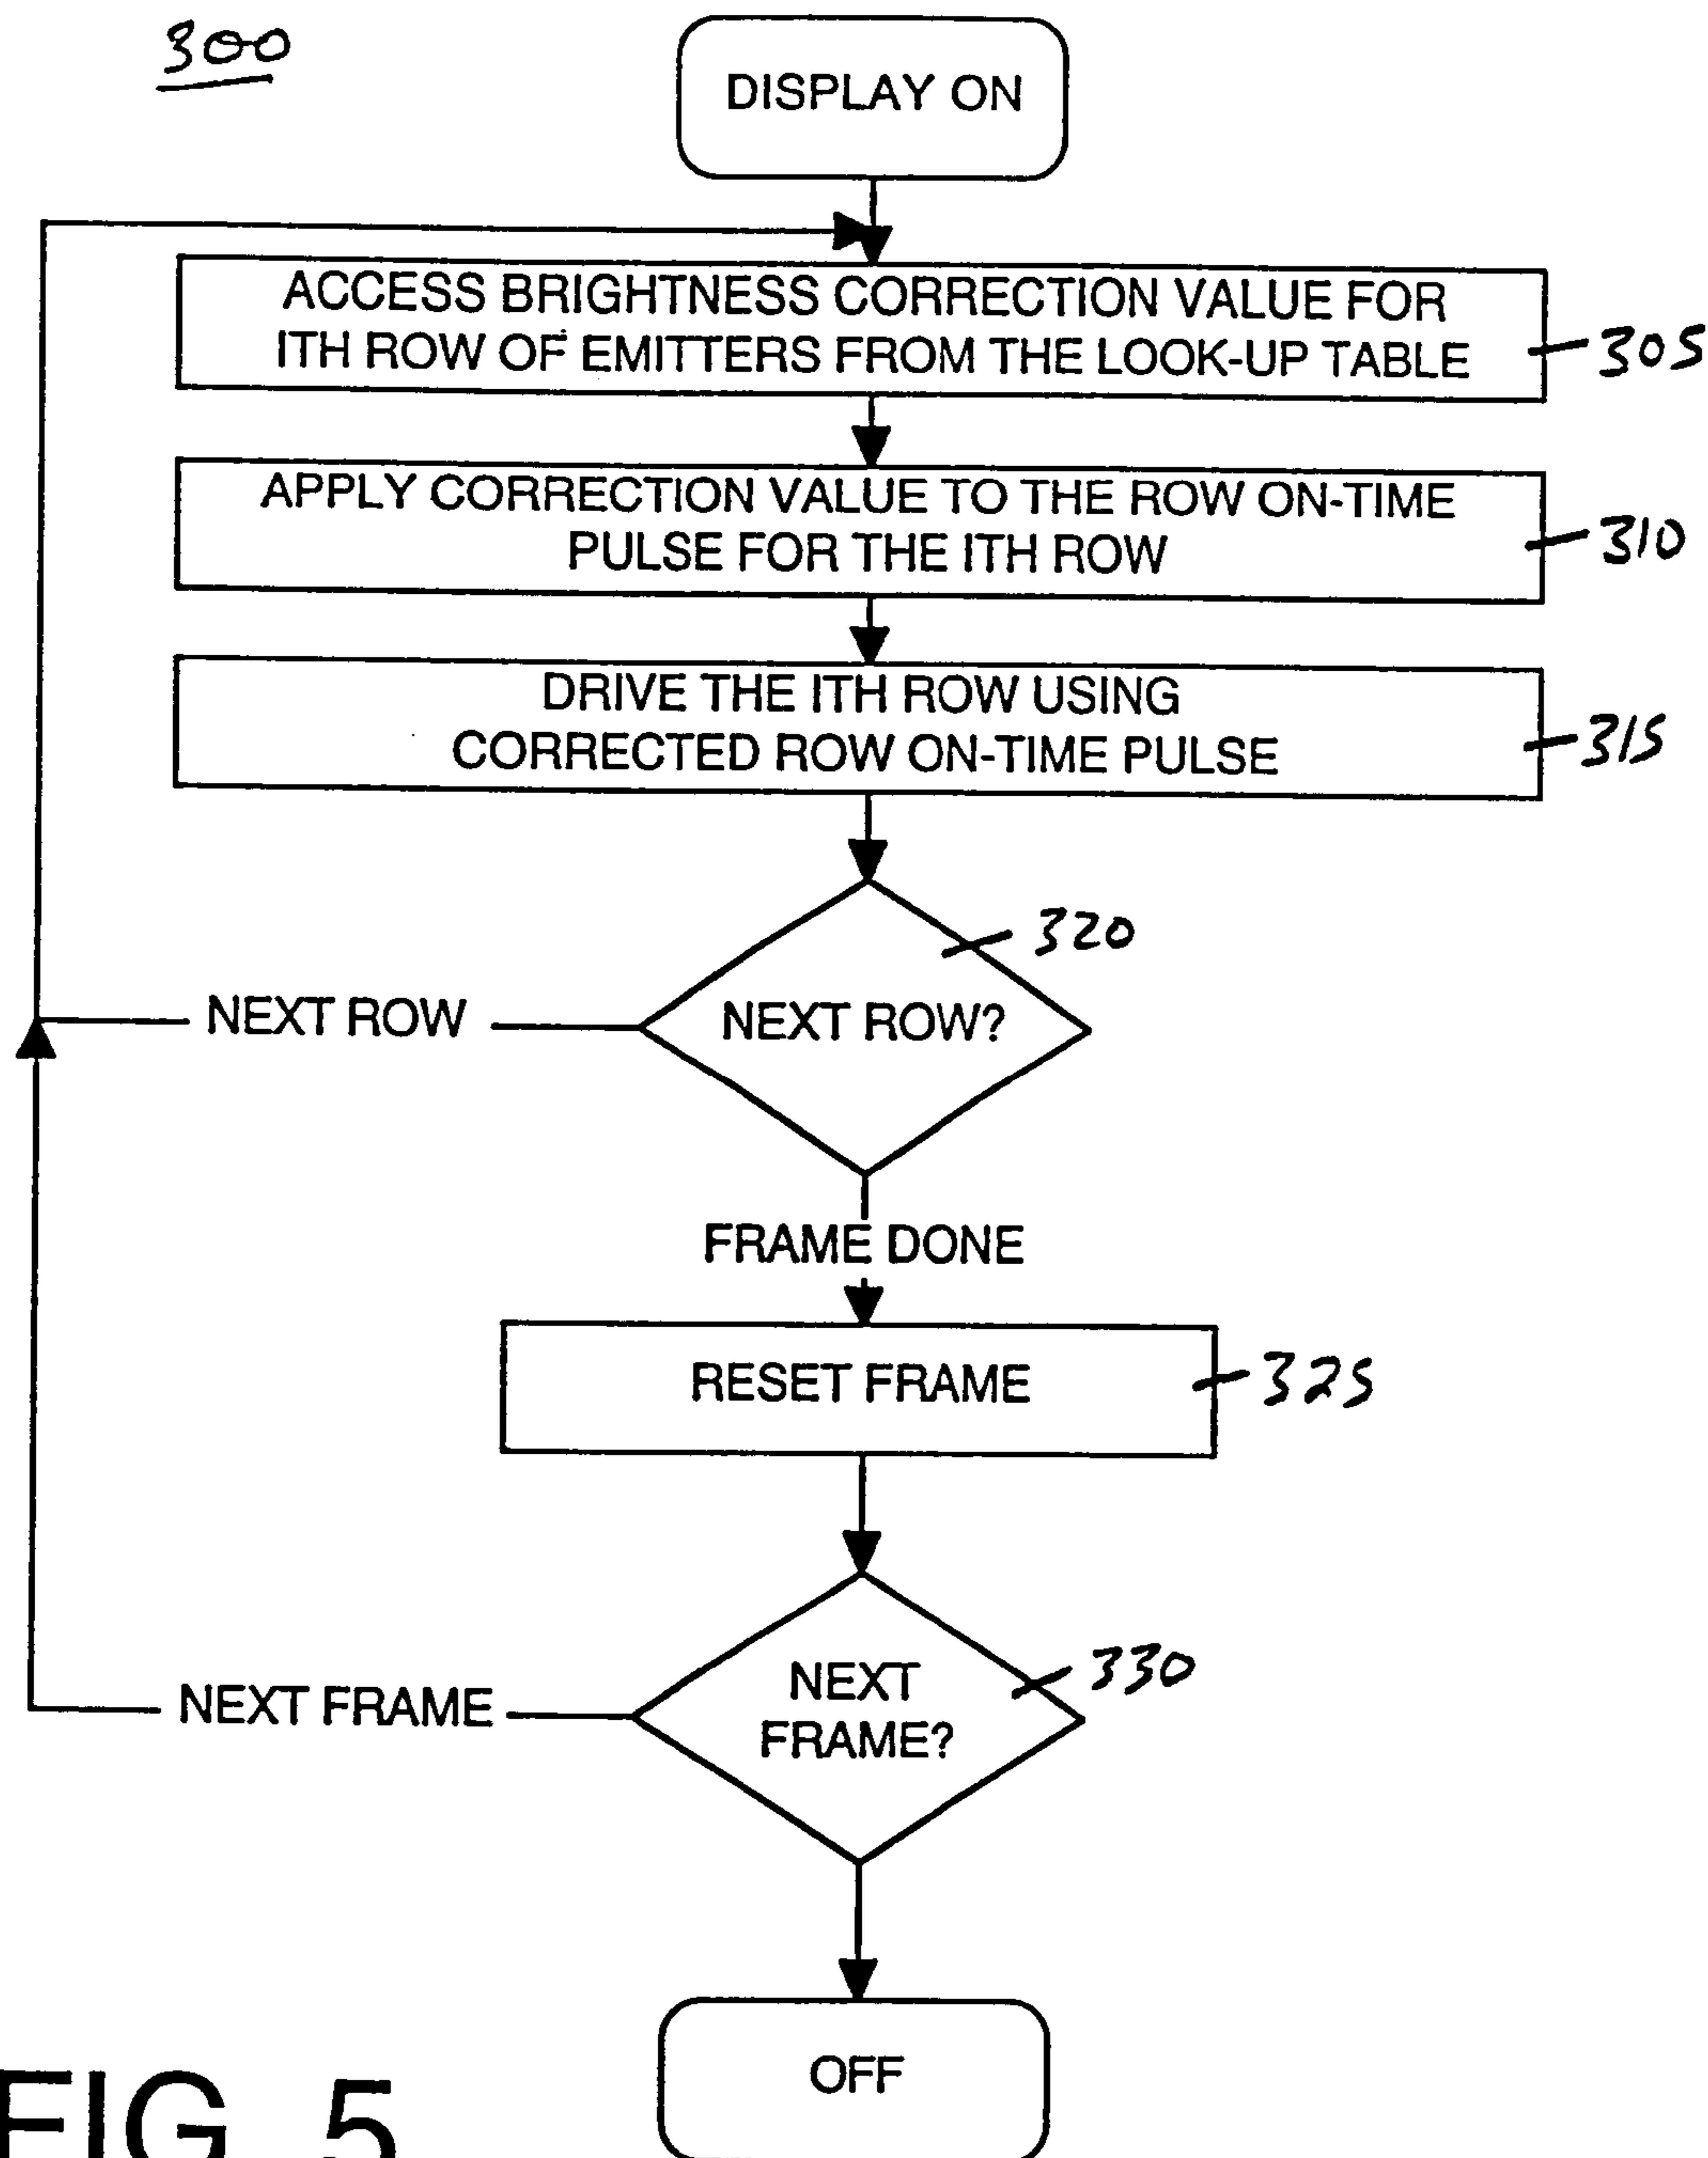 300
DISPLAY ON
ACCESS BRIGHTNESS CORRECTION VALUE FOR
ITH ROW OF EMITTERS FROM THE LOOK-UP TABLE
305
APPLY CORRECTION VALUE TO THE ROW ON-TIME
PULSE FOR THE ITH ROW
310
DRIVE THE ITH ROW USING
CORRECTED ROW ON-TIME PULSE
315
320
NEXT ROW
NEXT ROW?
FRAME DONE
RESET FRAME
325
330
NEXT FRAME
NEXT
FRAME?
OFF
FIG 5